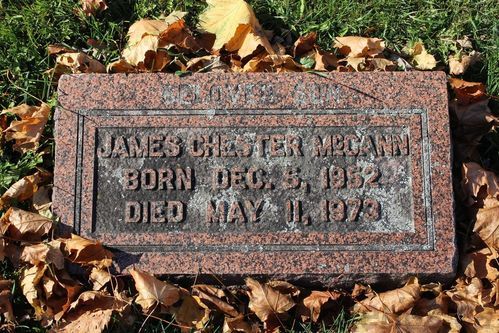 BELOVED SON
JAMES CHESTER McCANN
BORN DEC. 5, 1952
DIED MAY 11, 1973